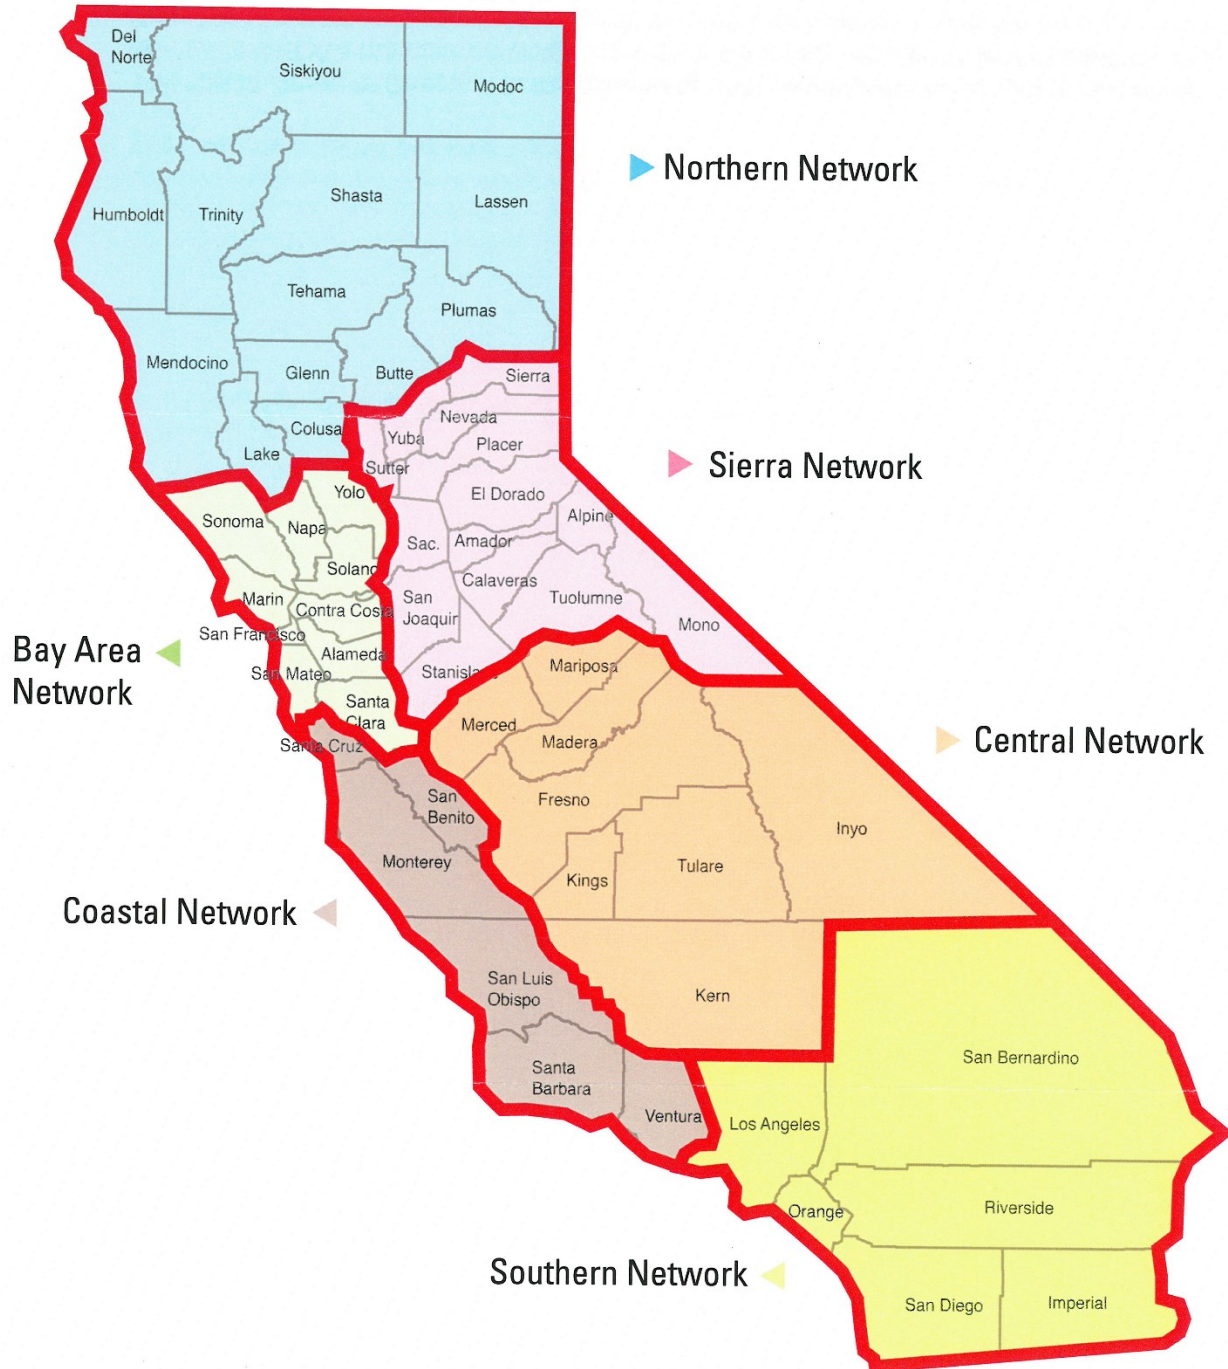 Del
Norte
Siskiyou
Modoc
Northern Network
Shasta
Lassen
Humboldt
Trinity
Tehama
Plumas
Mendocino
Glenn
Butte
Sierra
Nevada
Colusa
Yuba
Placer
Lake
Sutter
Sierra Network
Yolo
El Dorado
Sonoma
Napa
Alpine
Sac.
Amador
Solano
Calaveras
Marin
Contra Costa
San
Joaquir
Tuolumne
San Francisco
Mono
Bay Area
Network
Alameda
San Mateo
Stanisla
Mariposa
Santa
Clara
Merced
Santa Cruz
Madera
Central Network
San
Benito
Fresno
Inyo
Monterey
Kings
Tulare
Coastal Network
San Luis
Obispo
Kern
San Bernardino
Santa
Barbara
Ventura
Los Angeles
Orange
Riverside
Southern Network
San Diego
Imperial